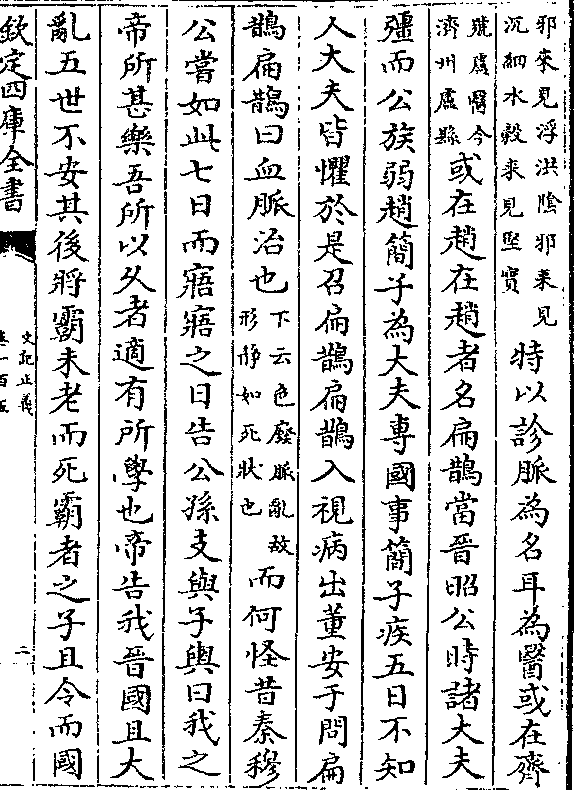 邪來見浮洪陰邪来見
沉細水穀来見堅實 特以診脈為名耳為醫或在齊
號盧醫今
濟州盧縣 或在趙在趙者名扁鵲當晉昭公時諸大夫
彊而公族弱趙簡子為大夫專國事簡子疾五日不知
人大夫皆懼於是召扁鵲扁鵲入視病出董安于問扁
鵲扁鵲曰血脈治也 下云色廢脈亂故
形靜如死狀也 而何怪昔秦穆
公嘗如此七日而寤寤之日告公孫支與子輿曰我之
帝所甚樂吾所以乆者適有所學也帝告我晉國且大
亂五世不安其後將霸未老而死霸者之子且令而國
欽定四庫全書
史記正義
卷一百五
二